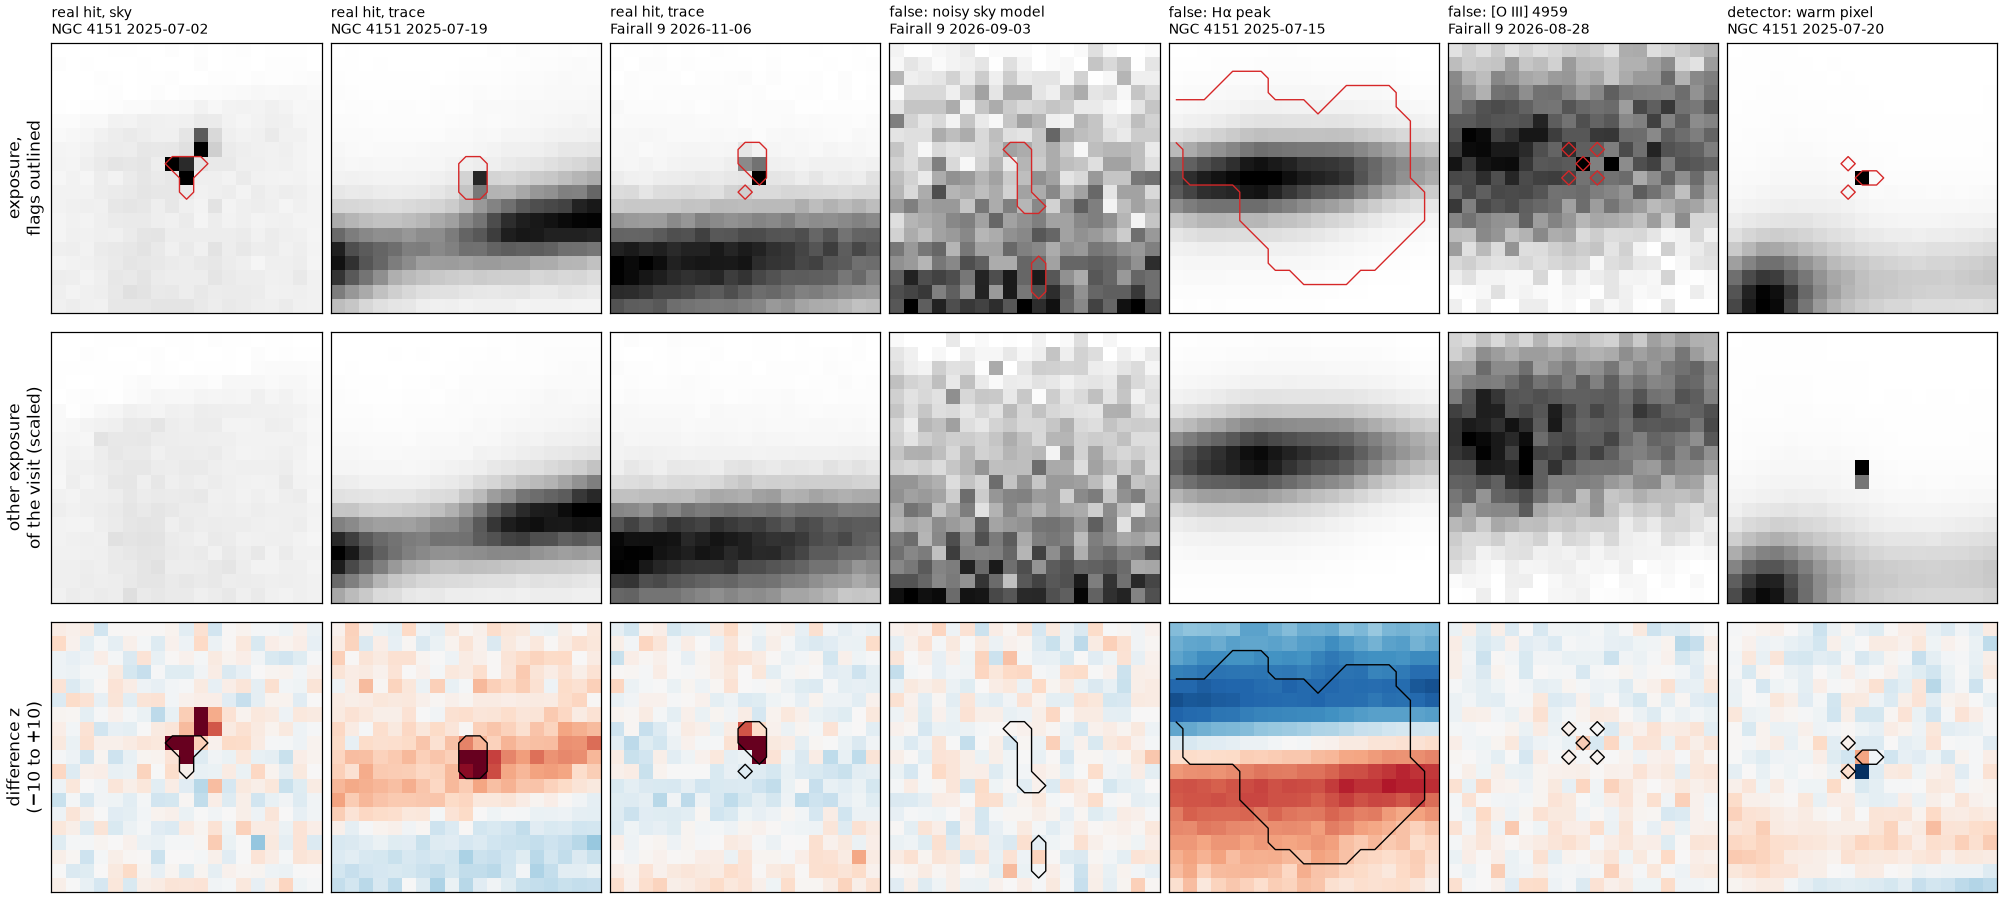 real hit, sky
NGC 4151 2025-07-02
real hit, trace
NGC 4151 2025-07-19
real hit, trace
Fairall 9 2026-11-06
false: noisy sky model
Fairall 9 2026-09-03
false: Hα peak
NGC 4151 2025-07-15
false: [O III] 4959
Fairall 9 2026-08-28
detector: warm pixel
NGC 4151 2025-07-20
exposure,
flags outlined
other exposure
of the visit (scaled)
difference z
(−10 to +10)